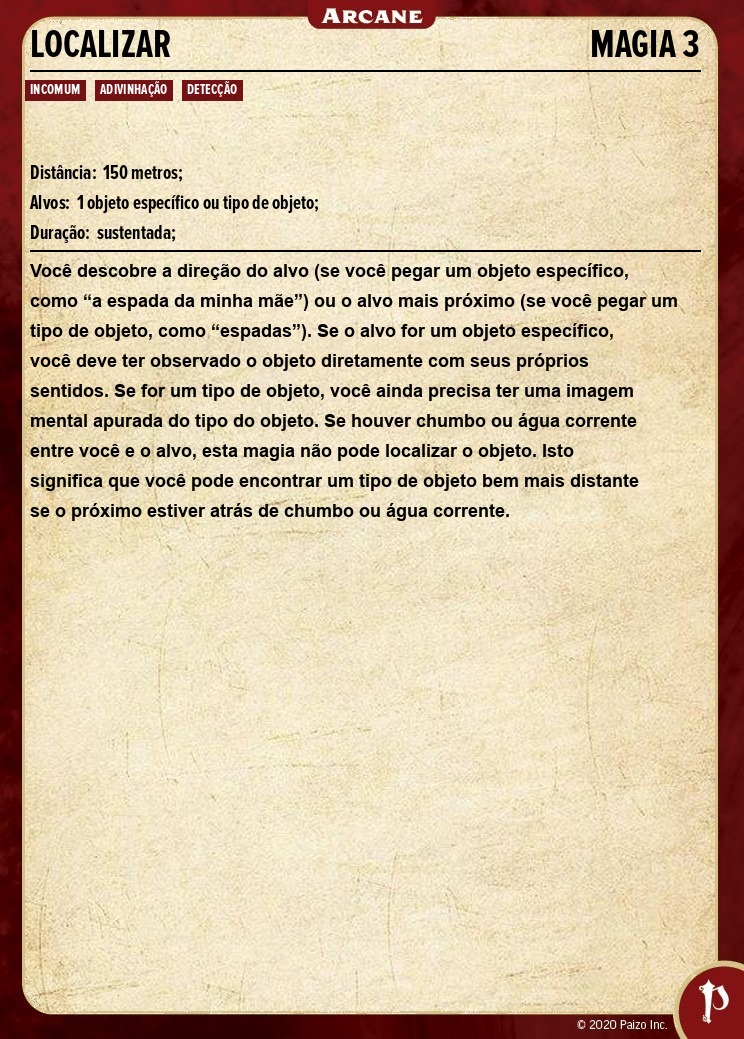 ARCANE
LOCALIZAR MAGIA 3
INCOMUM ADIVINHAÇÃO DETECÇÃO
Distância: 150 metros;
Alvos: 1 objeto específico ou tipo de objeto;
Duração: sustentada;
Você descobre a direção do alvo (se você pegar um objeto específico,
como “a espada da minha mãe”) ou o alvo mais próximo (se você pegar um
tipo de objeto, como “espadas”). Se o alvo for um objeto específico,
você deve ter observado o objeto diretamente com seus próprios
sentidos. Se for um tipo de objeto, você ainda precisa ter uma imagem
mental apurada do tipo do objeto. Se houver chumbo ou água corrente
entre você e o alvo, esta magia não pode localizar o objeto. Isto
significa que você pode encontrar um tipo de objeto bem mais distante
se o próximo estiver atrás de chumbo ou água corrente.
© 2020 Paizo Inc.
P